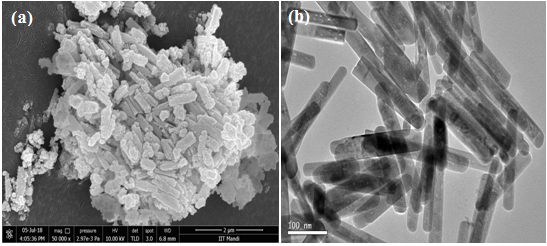 (a)
05-Jul-18 mag pressure HV det spot WD 2 µm
4:05:36 PM 50 000 x 2.97e-3 Pa 10.00 kV TLD 3.0 6.8 mm IIT Mandi
(b)
100 nm